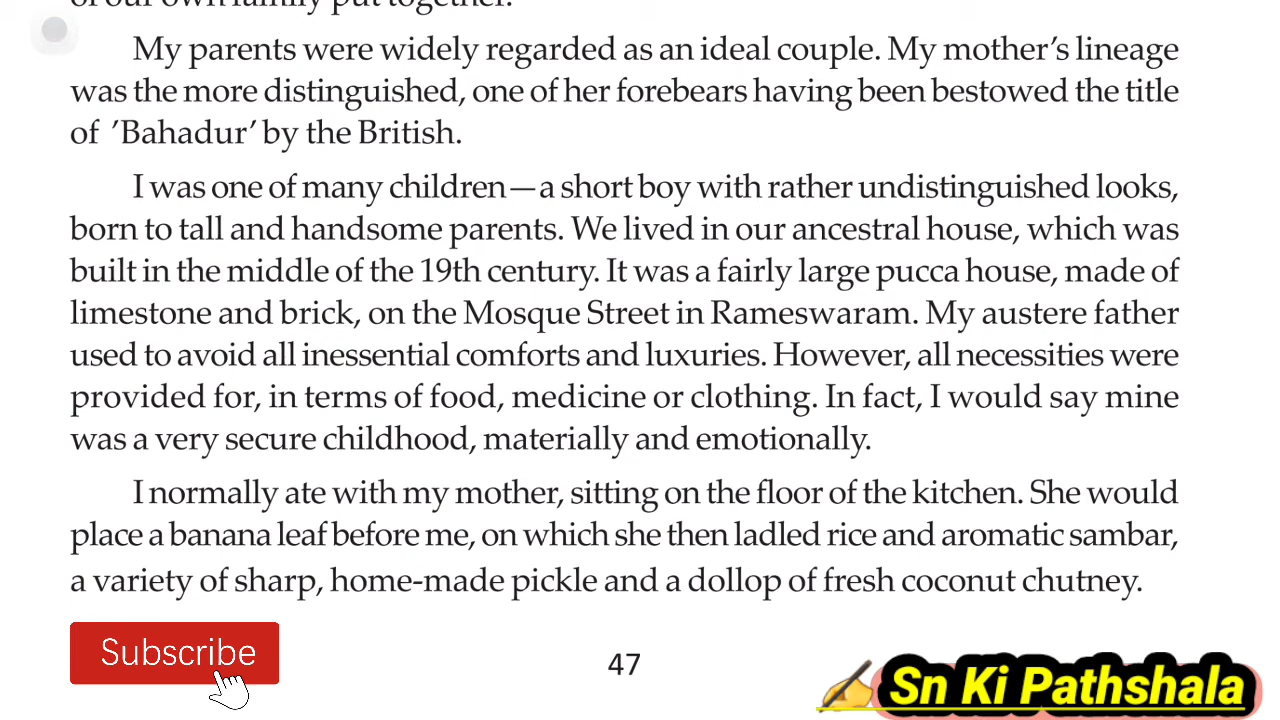 of our own family put together.
My parents were widely regarded as an ideal couple. My mother’s lineage
was the more distinguished, one of her forebears having been bestowed the title
of ’Bahadur’ by the British.
I was one of many children—a short boy with rather undistinguished looks,
born to tall and handsome parents. We lived in our ancestral house, which was
built in the middle of the 19th century. It was a fairly large pucca house, made of
limestone and brick, on the Mosque Street in Rameswaram. My austere father
used to avoid all inessential comforts and luxuries. However, all necessities were
provided for, in terms of food, medicine or clothing. In fact, I would say mine
was a very secure childhood, materially and emotionally.
I normally ate with my mother, sitting on the floor of the kitchen. She would
place a banana leaf before me, on which she then ladled rice and aromatic sambar,
a variety of sharp, home-made pickle and a dollop of fresh coconut chutney.
Subscribe
47
Sn Ki Pathshala